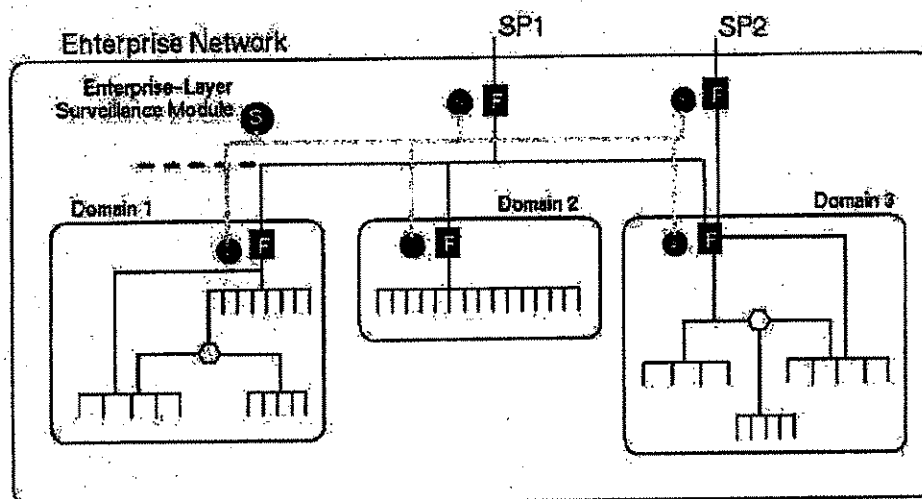 SP1
SP2
Enterprise Network
Enterprise-Layer
Surveillance Module
S
F
F
Domain 1
Domain 2
Domain 3
F
F
F